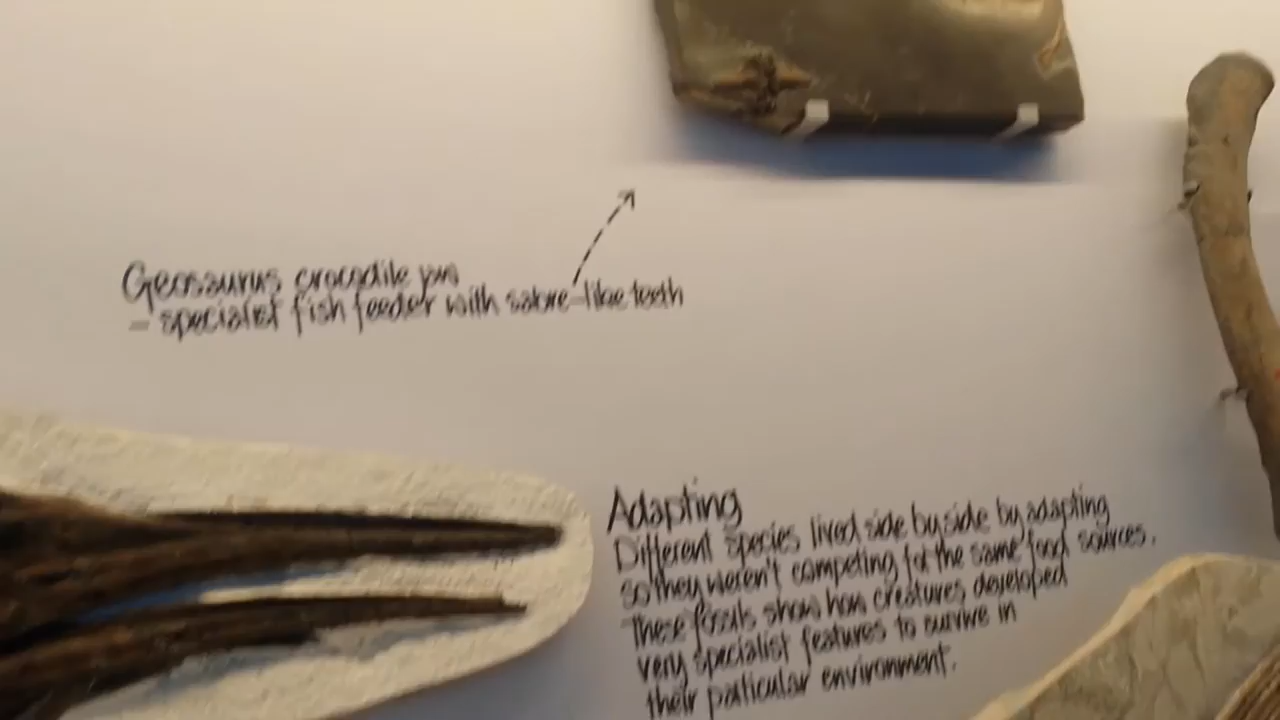 Geosaurus crocodile jaw
- specialist fish feeder with sabre-like teeth
Adapting
Different species lived side by side by adapting
so they weren't competing for the same food sources.
These fossils show how creatures developed
very specialist features to survive in
their particular environment.